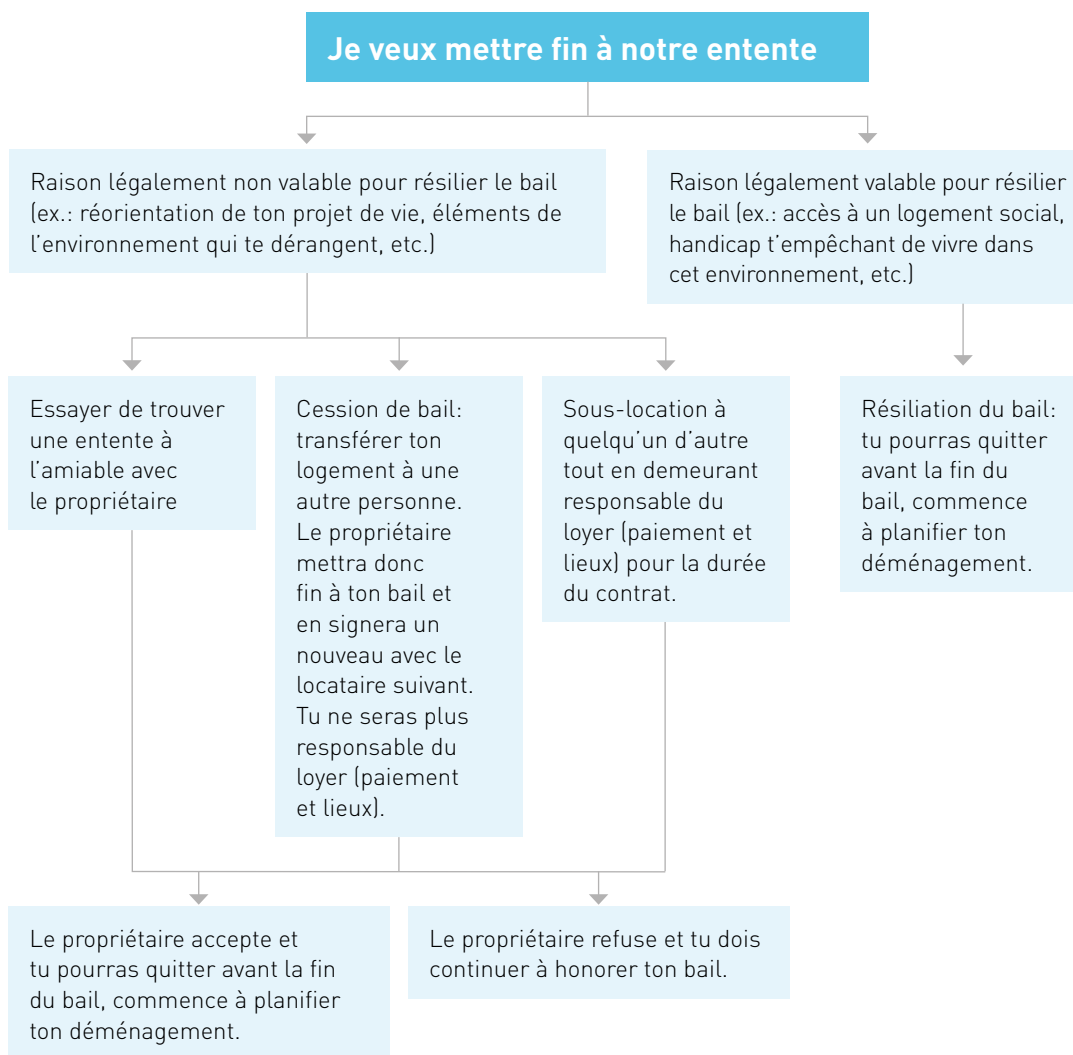 Je veux mettre fin à notre entente
Raison légalement non valable pour résilier le bail
(ex.: réorientation de ton projet de vie, éléments de
l’environnement qui te dérangent, etc.)
Raison légalement valable pour résilier
le bail (ex.: accès à un logement social,
handicap t’empêchant de vivre dans
cet environnement, etc.)
Essayer de trouver
une entente à
l’amiable avec
le propriétaire
Cession de bail:
transférer ton
logement à une
autre personne.
Le propriétaire
mettra donc
fin à ton bail et
en signera un
nouveau avec le
locataire suivant.
Tu ne seras plus
responsable du
loyer (paiement
et lieux).
Sous-location à
quelqu’un d’autre
tout en demeurant
responsable du
loyer (paiement et
lieux) pour la durée
du contrat.
Résiliation du bail:
tu pourras quitter
avant la fin du
bail, commence
à planifier ton
déménagement.
Le propriétaire accepte et
tu pourras quitter avant la fin
du bail, commence à planifier
ton déménagement.
Le propriétaire refuse et tu dois
continuer à honorer ton bail.